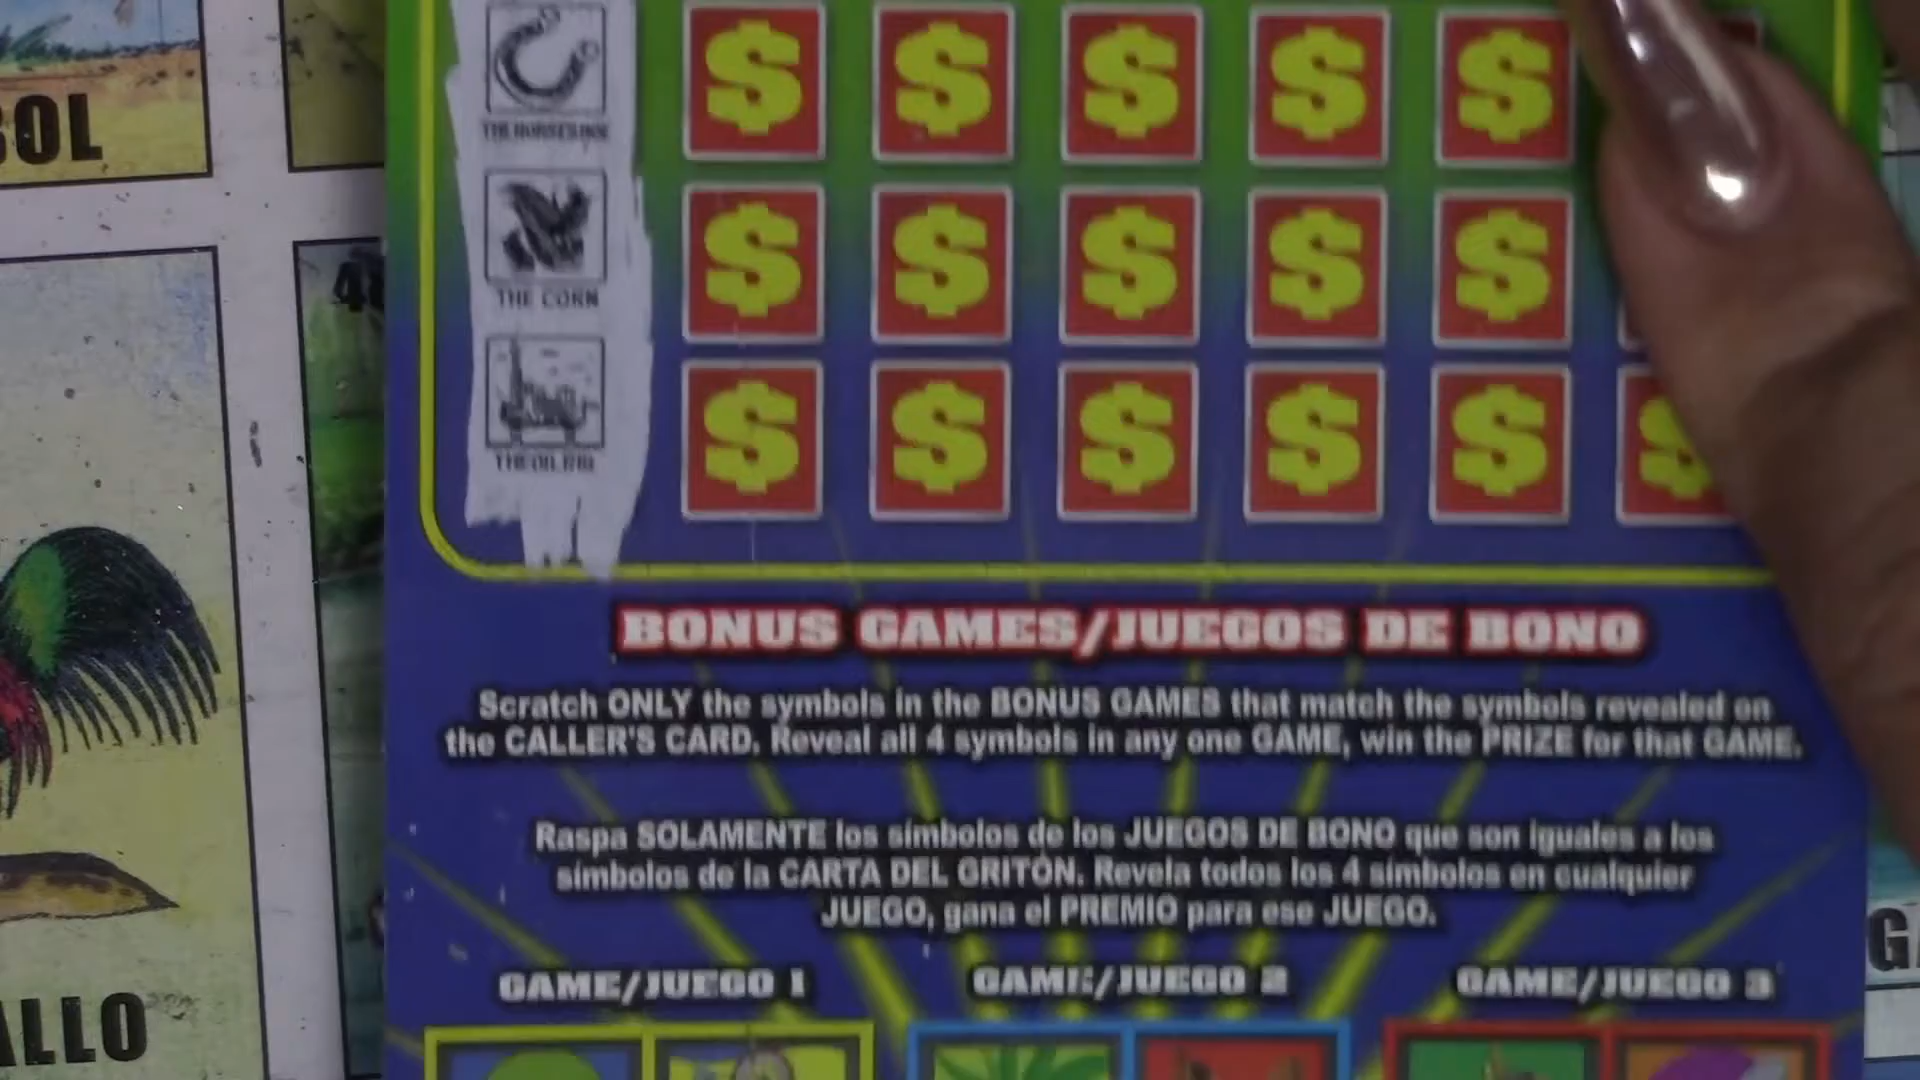 BOL
THE HORSESHOE
THE CORN
THE OIL RIG
BONUS GAMES/JUEGOS DE BONO
Scratch ONLY the symbols in the BONUS GAMES that match the symbols revealed on
the CALLER'S CARD. Reveal all 4 symbols in any one GAME, win the PRIZE for that GAME.
Raspa SOLAMENTE los símbolos de los JUEGOS DE BONO que son iguales a los
símbolos de la CARTA DEL GRITÓN. Revela todos los 4 símbolos en cualquier
JUEGO, gana el PREMIO para ese JUEGO.
GAME/JUEGO 1 GAME/JUEGO 2 GAME/JUEGO 3
ALLO
GA